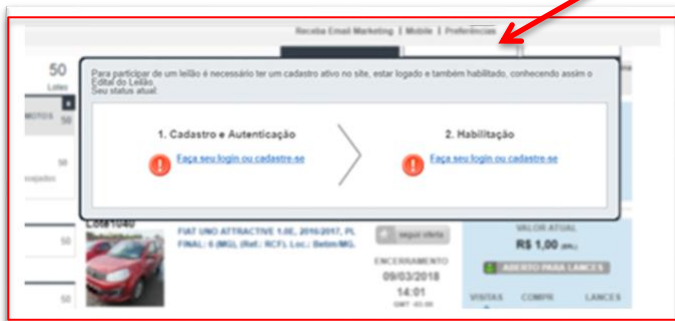 Receba Email Marketing | Mobile | Preferências
50
Lotes
Para participar de um leilão é necessário ter um cadastro ativo no site, estar logado e também habilitado, conhecendo assim o
Edital do Leilão.
Seu status atual:
MOTOS 50
1. Cadastro e Autenticação
2. Habilitação
Faça seu login ou cadastre-se
Faça seu login ou cadastre-se
50
Lote1040
FIAT UNO ATTRACTIVE 1.0E, 2016/2017, PL
FINAL: 6 (MG), (Ref.: RCF). Loc.: Betim/MG.
seguir oferta
VALOR ATUAL
R$ 1,00
50
ENCERRAMENTO
09/03/2018
14:01
ABERTO PARA LANCES
50
VISITAS COMPR LANCES